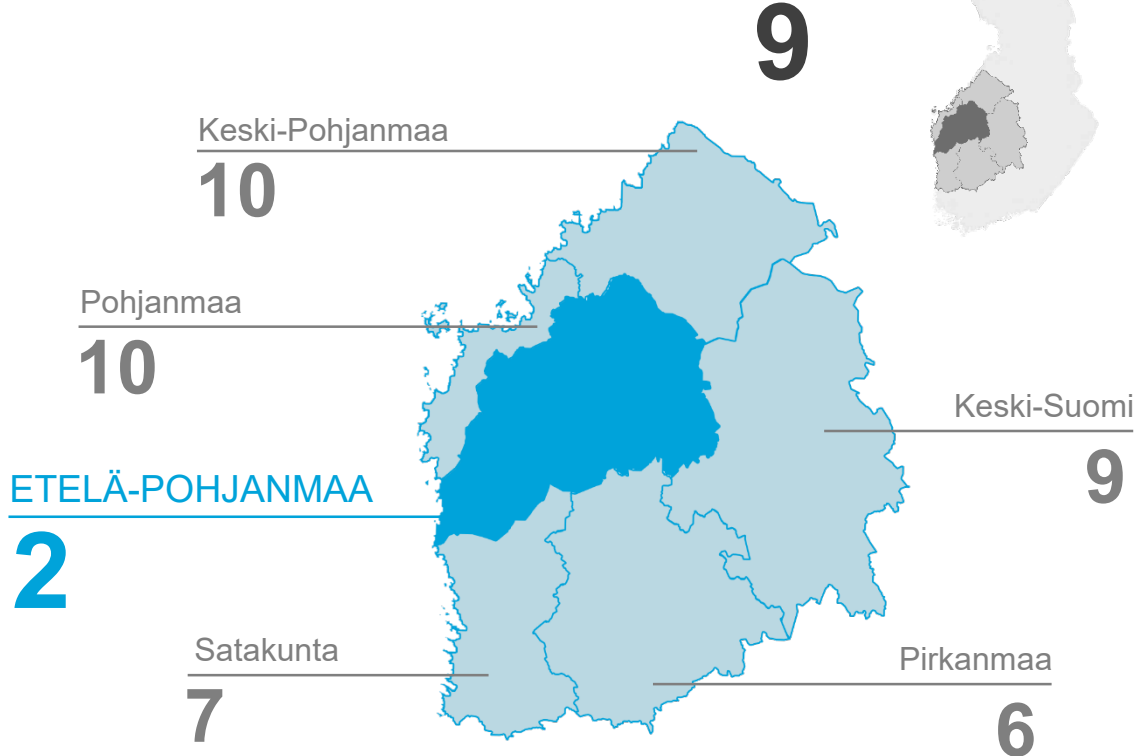 9
Keski-Pohjanmaa
10
Pohjanmaa
10
Keski-Suomi
9
ETELÄ-POHJANMAA
2
Satakunta
7
Pirkanmaa
6